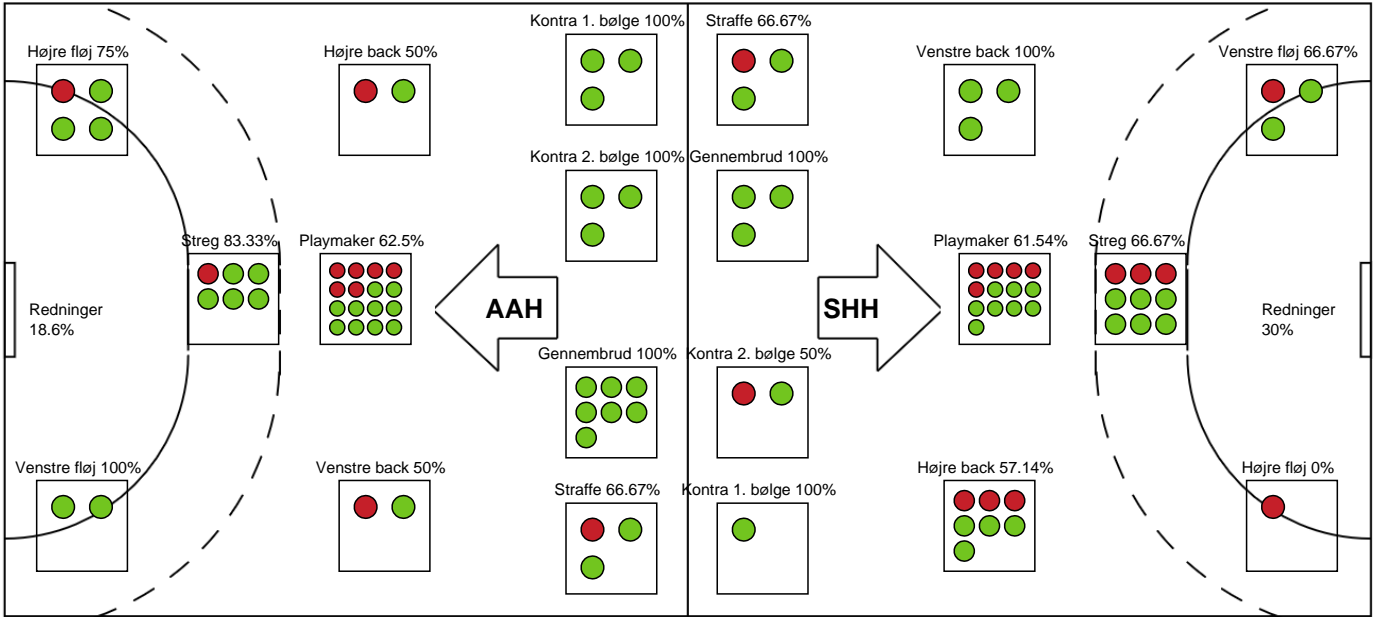 Kontra 1. bølge 100%
Straffe 66.67%
Højre fløj 75%
Højre back 50%
Venstre back 100%
Venstre fløj 66.67%
Kontra 2. bølge 100%
Gennembrud 100%
Streg 83.33%
Playmaker 62.5%
Playmaker 61.54%
Streg 66.67%
Redninger
18.6%
AAH
SHH
Redninger
30%
Gennembrud 100%
Kontra 2. bølge 50%
Venstre fløj 100%
Venstre back 50%
Højre back 57.14%
Højre fløj 0%
Straffe 66.67%
Kontra 1. bølge 100%